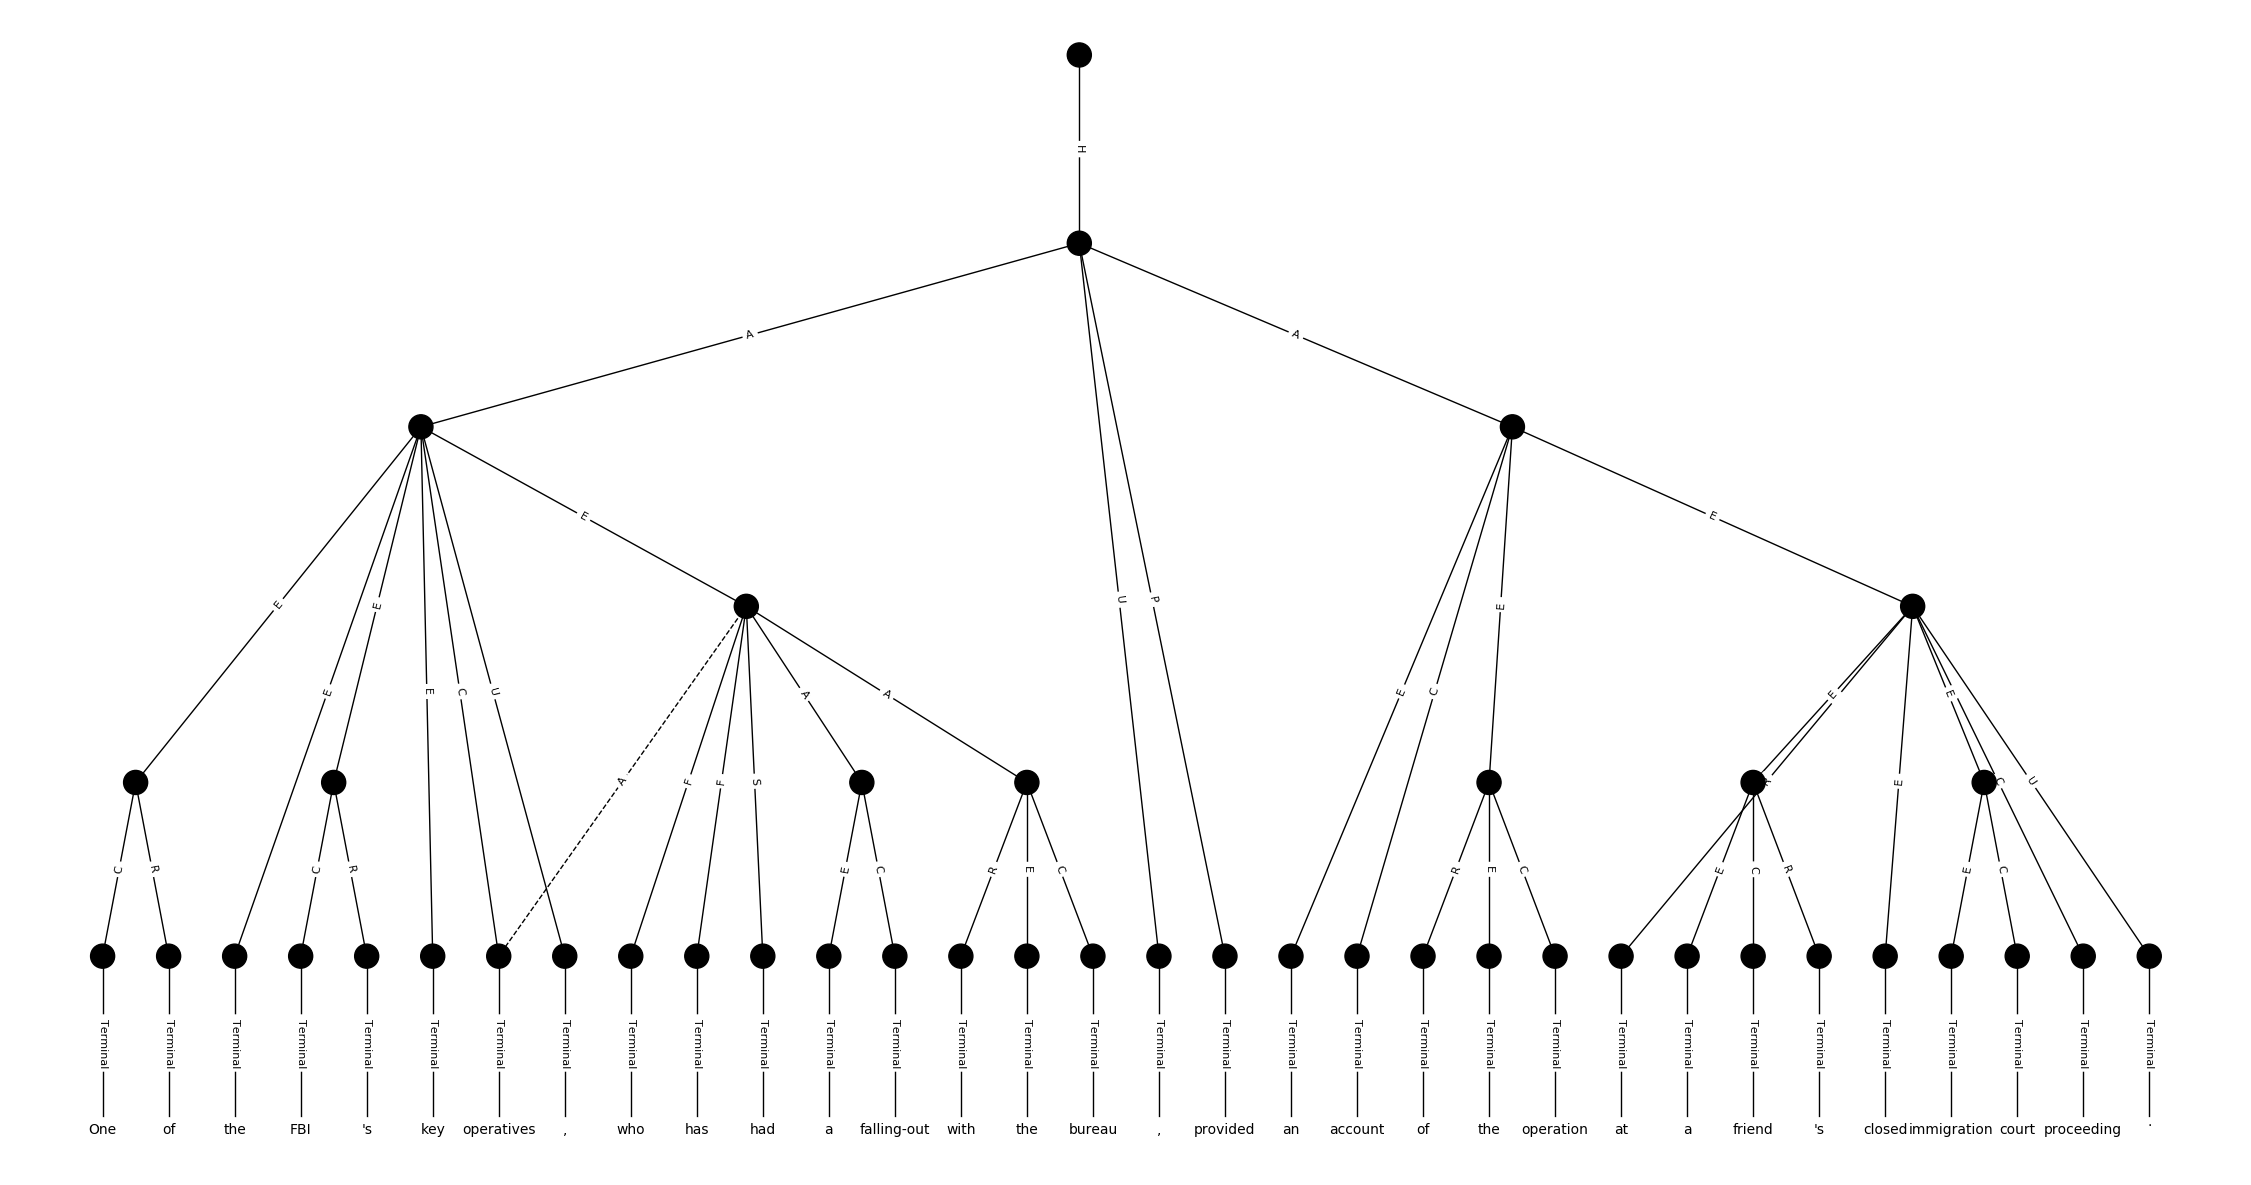 H
A A
E E
E E U P E
E E C U A A E C E E
A F F S E C U
C R C R E C R E C R E C E C R E C
Terminal Terminal Terminal Terminal Terminal Terminal Terminal Terminal Terminal Terminal Terminal Terminal Terminal Terminal Terminal Terminal Terminal Terminal Terminal Terminal Terminal Terminal Terminal Terminal Terminal Terminal Terminal Terminal Terminal Terminal Terminal Terminal
One of the FBI 's key operatives , who has had a falling-out with the bureau , provided an account of the operation at a friend 's closed immigration court proceeding .